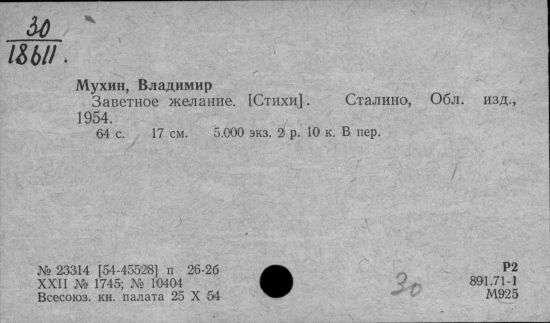 30
18611.
Мухин, Владимир
Заветное желание. [Стихи]. Сталино, Обл. изд.,
1954.
64 с. 17 см. 5.000 экз. 2 р. 10 к. В пер.
№ 23314 [54-45528] п 26-2б
XXII № 1745; № 10404
Всесоюз. кн. палата 25 X 54
30
Р2
891.71-1
М925